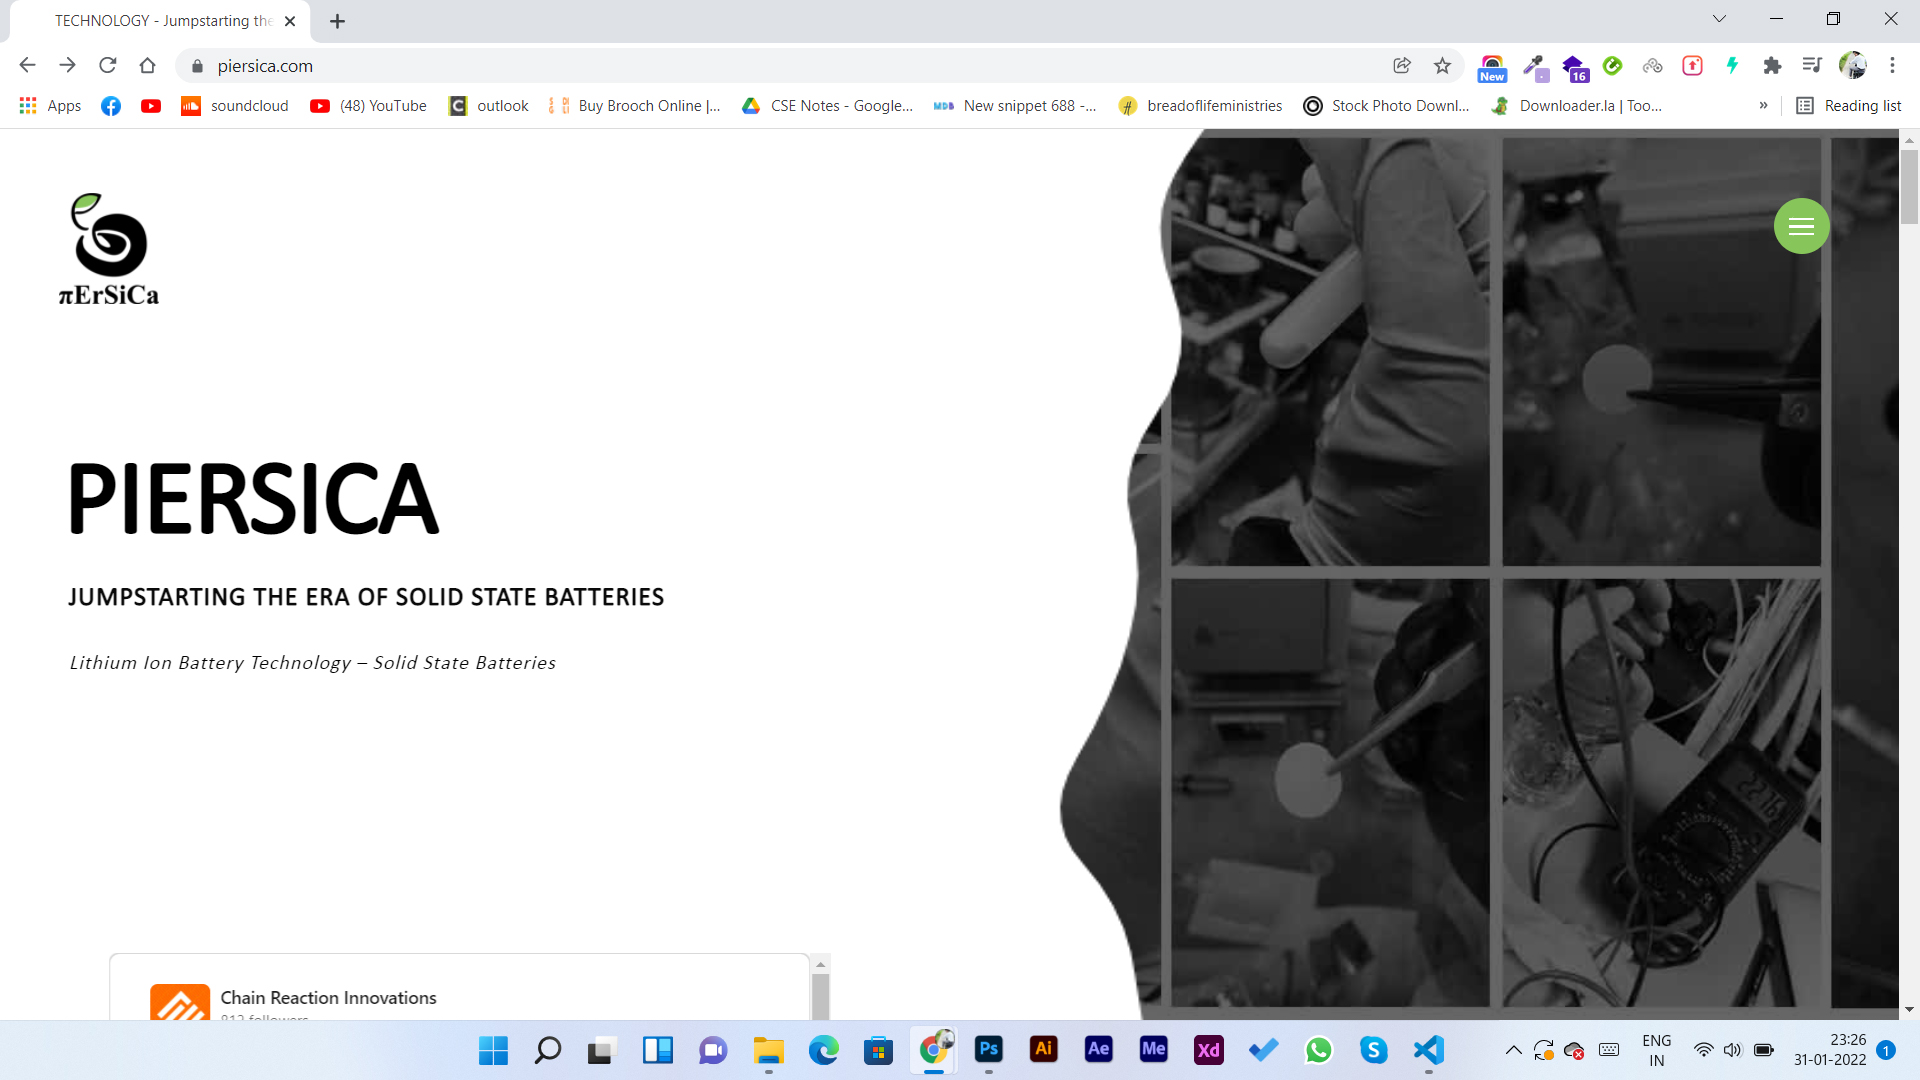 TECHNOLOGY - Jumpstarting the
piersica.com
New
16
Apps
soundcloud
(48) YouTube
outlook
Buy Brooch Online |...
CSE Notes - Google...
MDB
New snippet 688 -...
breadoflifeministries
Stock Photo Downl...
Downloader.la | Too...
»
Reading list
πErSiCa
PIERSICA
JUMPSTARTING THE ERA OF SOLID STATE BATTERIES
Lithium Ion Battery Technology – Solid State Batteries
Chain Reaction Innovations
812 followers
Ps
Ai
Ae
Me
Xd
ENG
IN
23:26
31-01-2022
1